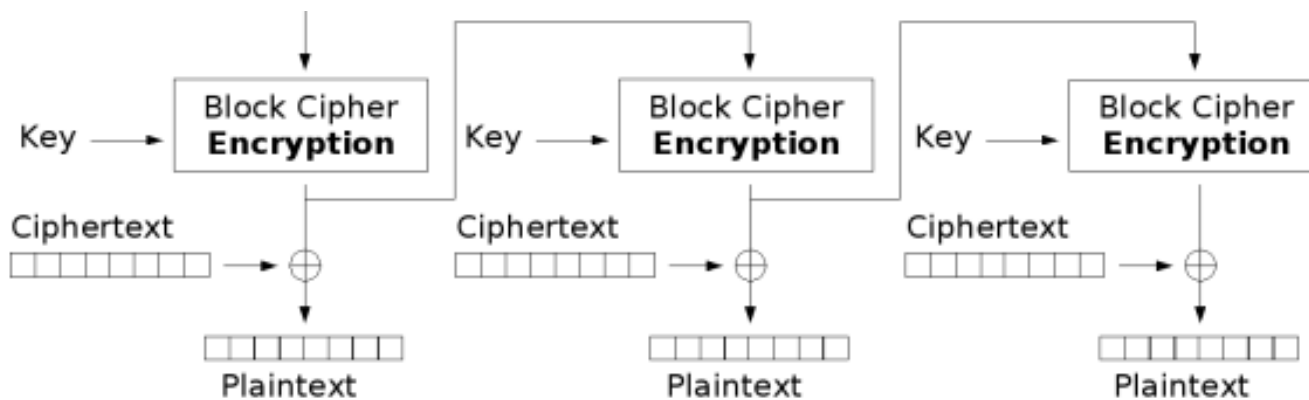 Block Cipher
Encryption
Key
Ciphertext
Plaintext
Block Cipher
Encryption
Key
Ciphertext
Plaintext
Block Cipher
Encryption
Key
Ciphertext
Plaintext